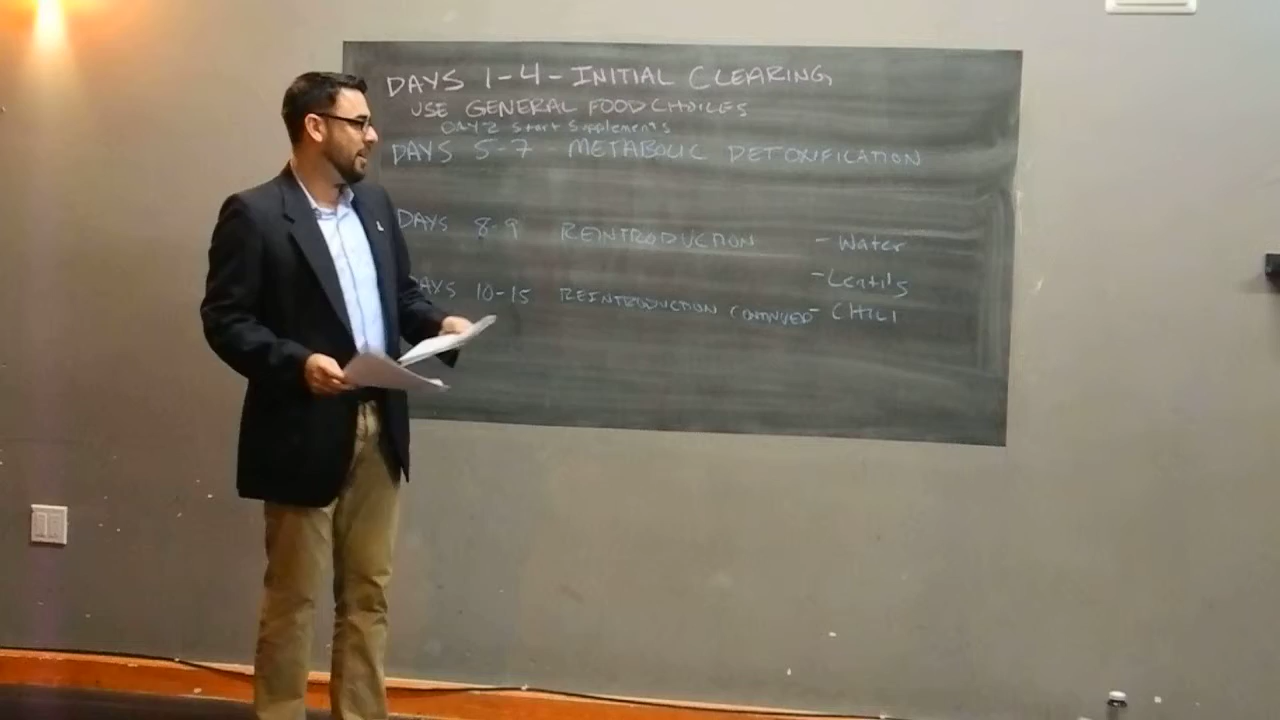 DAYS 1-4 - INITIAL CLEARING
USE GENERAL FOOD CHOICES
DAY 2 Start Supplements
DAYS 5-7 - METABOLIC DETOXIFICATION
DAYS 8-9 REINTRODUCTION - Water
- Lentils
DAYS 10-15 REINTRODUCTION CONTINUED - CHILI